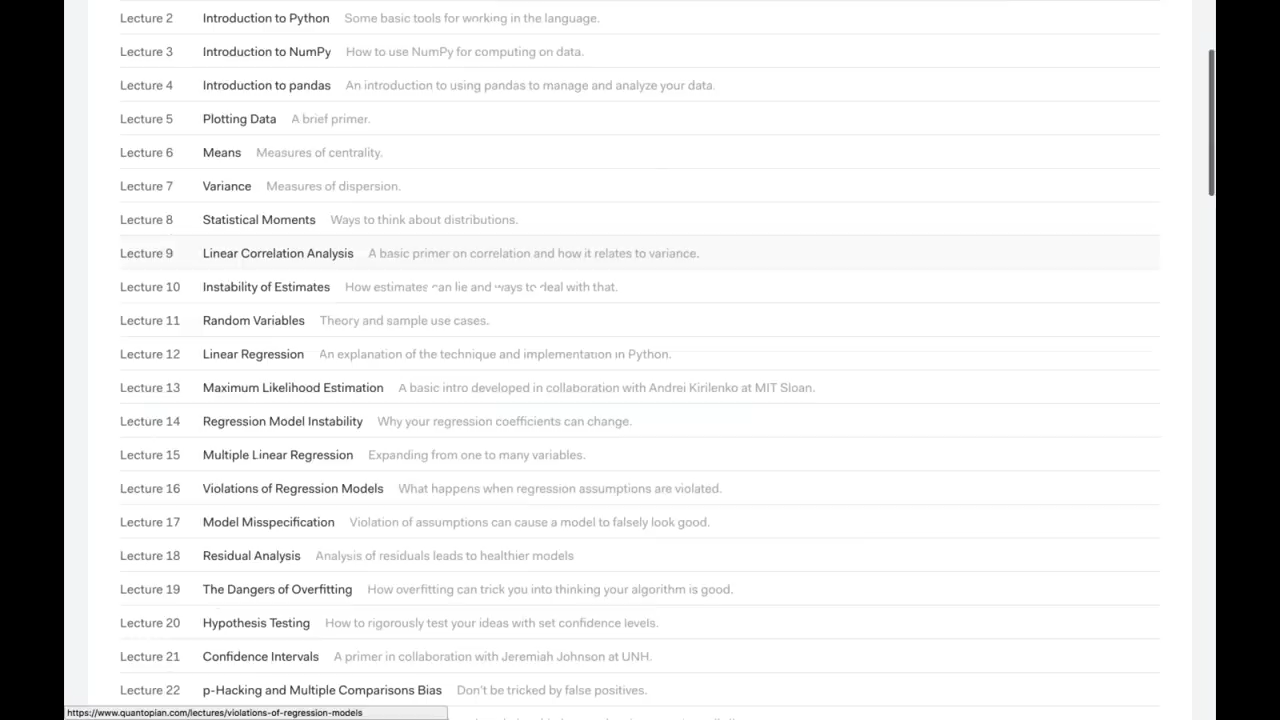 Lecture 2 Introduction to Python Some basic tools for working in the language.
Lecture 3 Introduction to NumPy How to use NumPy for computing on data.
Lecture 4 Introduction to pandas An introduction to using pandas to manage and analyze your data.
Lecture 5 Plotting Data A brief primer.
Lecture 6 Means Measures of centrality.
Lecture 7 Variance Measures of dispersion.
Lecture 8 Statistical Moments Ways to think about distributions.
Lecture 9 Linear Correlation Analysis A basic primer on correlation and how it relates to variance.
Lecture 10 Instability of Estimates How estimates can lie and ways to deal with that.
Lecture 11 Random Variables Theory and sample use cases.
Lecture 12 Linear Regression An explanation of the technique and implementation in Python.
Lecture 13 Maximum Likelihood Estimation A basic intro developed in collaboration with Andrei Kirilenko at MIT Sloan.
Lecture 14 Regression Model Instability Why your regression coefficients can change.
Lecture 15 Multiple Linear Regression Expanding from one to many variables.
Lecture 16 Violations of Regression Models What happens when regression assumptions are violated.
Lecture 17 Model Misspecification Violation of assumptions can cause a model to falsely look good.
Lecture 18 Residual Analysis Analysis of residuals leads to healthier models
Lecture 19 The Dangers of Overfitting How overfitting can trick you into thinking your algorithm is good.
Lecture 20 Hypothesis Testing How to rigorously test your ideas with set confidence levels.
Lecture 21 Confidence Intervals A primer in collaboration with Jeremiah Johnson at UNH.
Lecture 22 p-Hacking and Multiple Comparisons Bias Don't be tricked by false positives.
https://www.quantopian.com/lectures/violations-of-regression-models